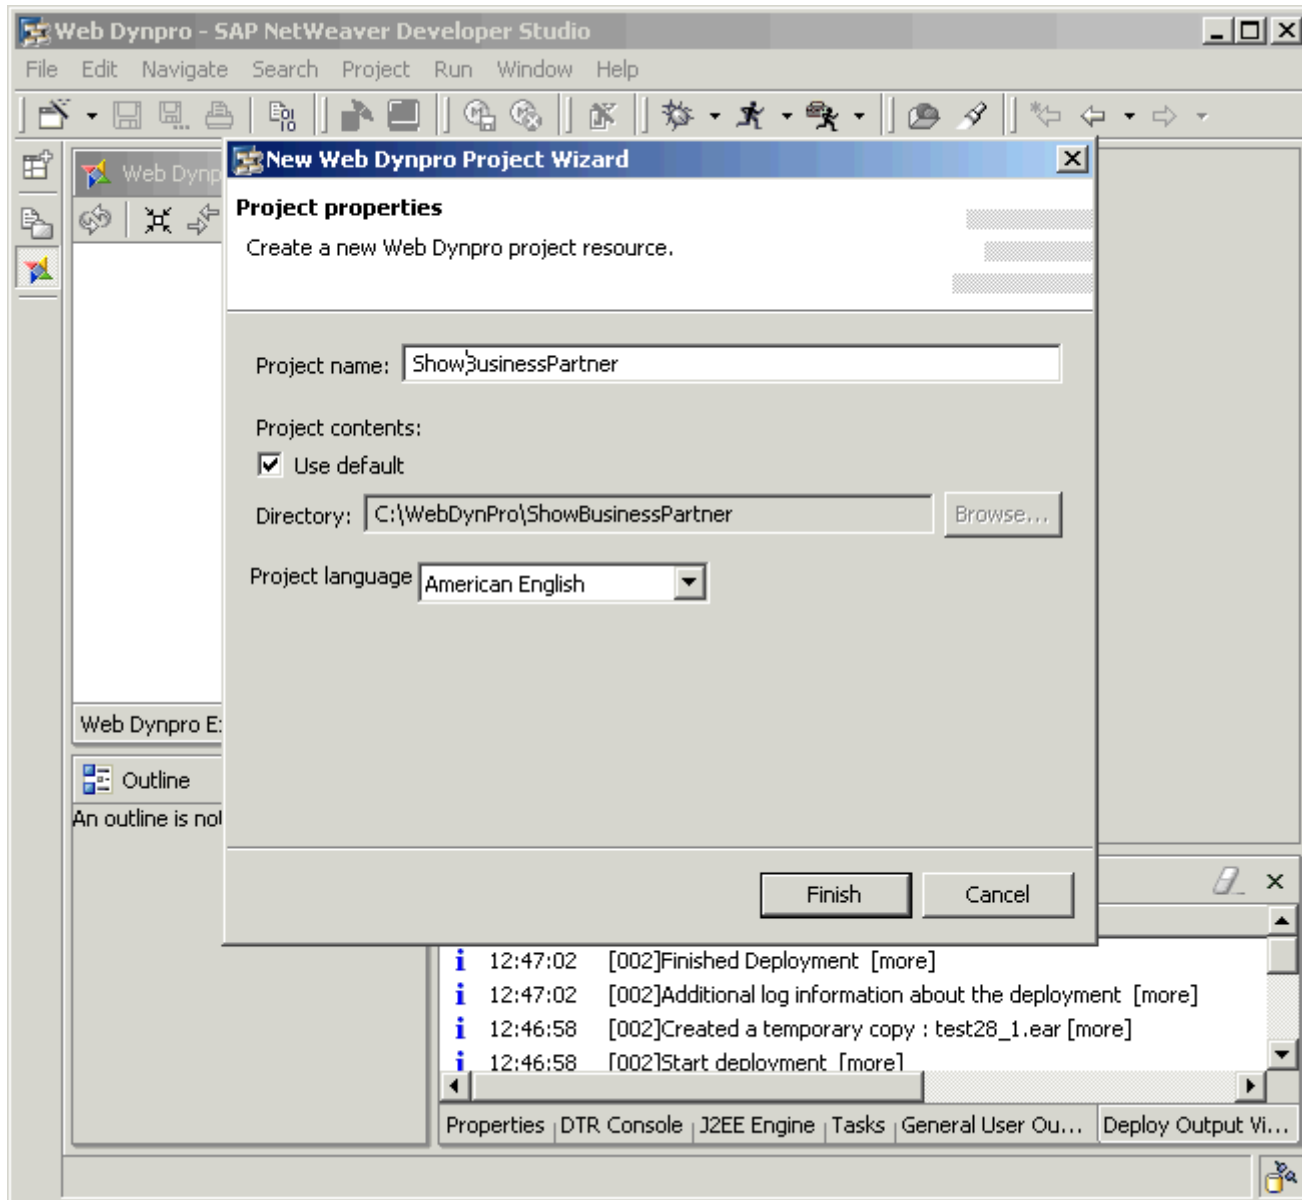 Web Dynpro - SAP NetWeaver Developer Studio
File Edit Navigate Search Project Run Window Help
Web Dynp
New Web Dynpro Project Wizard
Project properties
Create a new Web Dynpro project resource.
Project name: ShowBusinessPartner
Project contents:
Use default
Directory: C:\WebDynPro\ShowBusinessPartner Browse...
Project language American English
Web Dynpro E
Outline
An outline is not
Finish Cancel
12:47:02 [002]Finished Deployment [more]
12:47:02 [002]Additional log information about the deployment [more]
12:46:58 [002]Created a temporary copy : test28_1.ear [more]
12:46:58 [002]Start deployment [more]
Properties DTR Console J2EE Engine Tasks General User Ou... Deploy Output Vi...